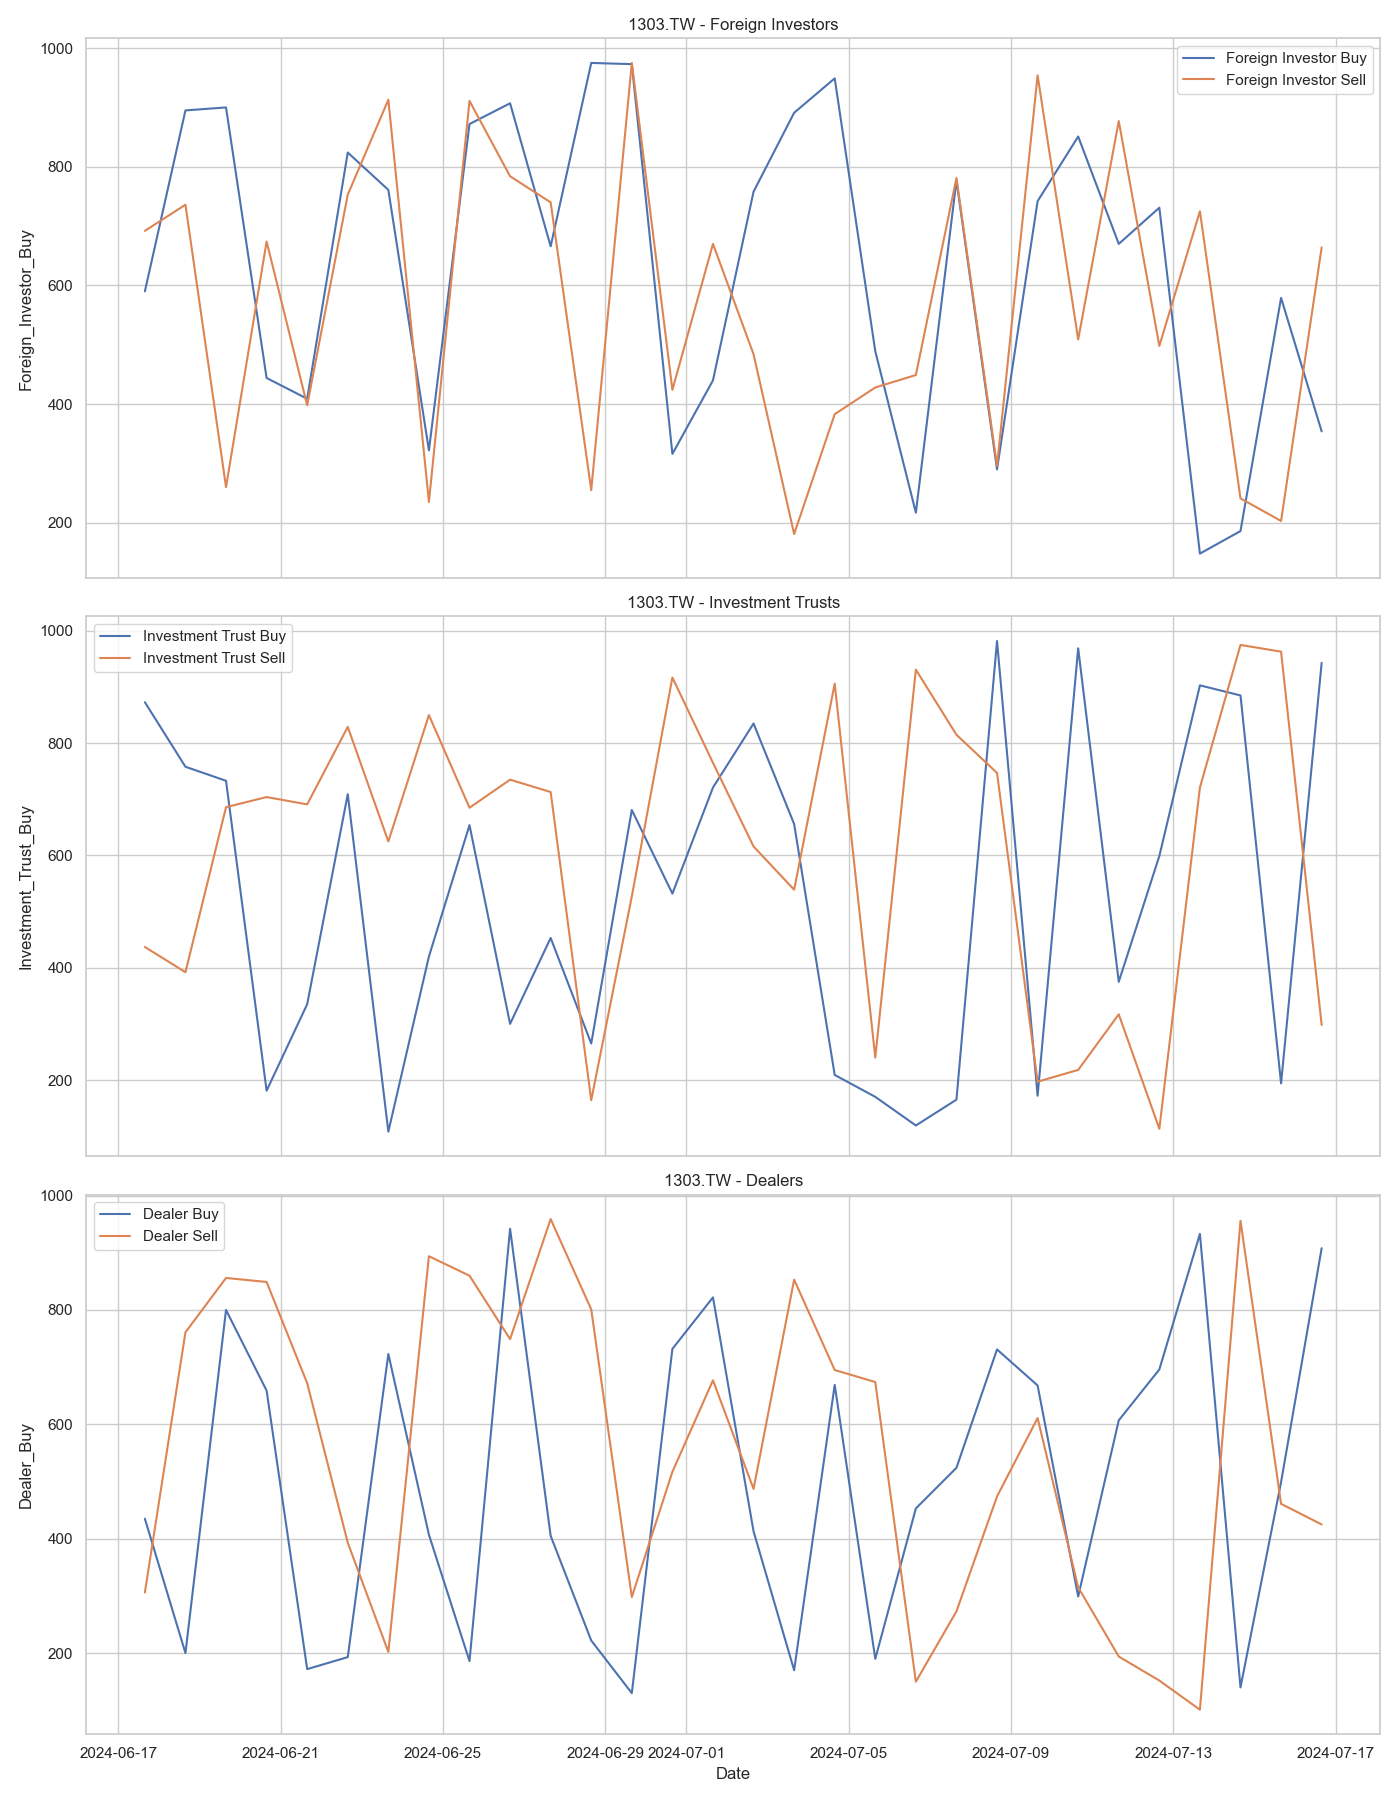 1303.TW - Foreign Investors
1000
800
600
400
200
Foreign_Investor_Buy
Foreign Investor Buy
Foreign Investor Sell
1303.TW - Investment Trusts
1000
800
600
400
200
Investment_Trust_Buy
Investment Trust Buy
Investment Trust Sell
1303.TW - Dealers
1000
800
600
400
200
Dealer_Buy
Dealer Buy
Dealer Sell
2024-06-17 2024-06-21 2024-06-25 2024-06-29 2024-07-01 2024-07-05 2024-07-09 2024-07-13 2024-07-17
Date